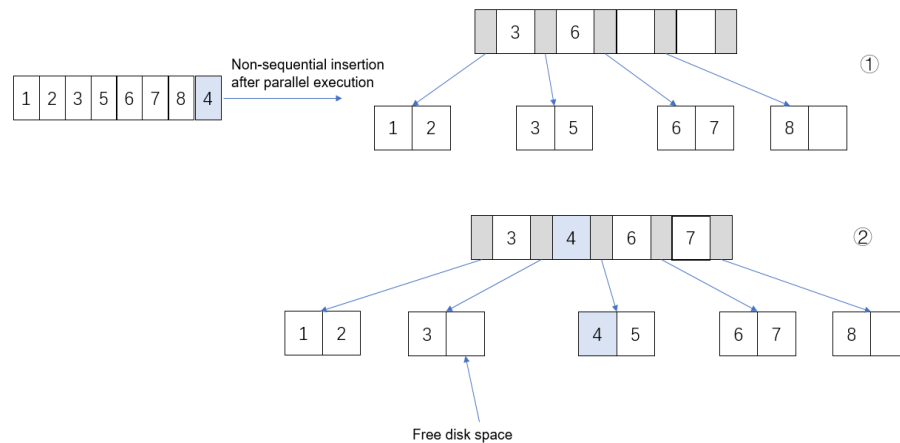 3 6
①
Non-sequential insertion
after parallel execution
1 2 3 5 6 7 8 4
1 2 3 5 6 7 8
3 4 6 7
②
1 2 3 4 5 6 7 8
Free disk space